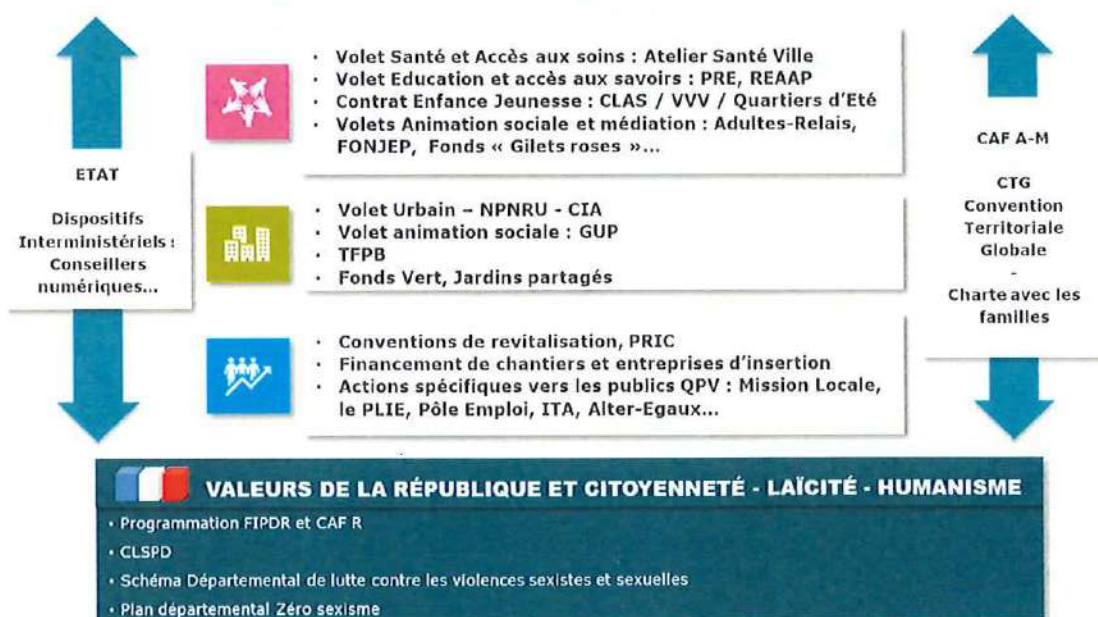 ETAT
Dispositifs
Interministériels :
Conseillers
numériques...
· Volet Santé et Accès aux soins : Atelier Santé Ville
· Volet Education et accès aux savoirs : PRE, REAAP
· Contrat Enfance Jeunesse : CLAS / VVV / Quartiers d'Eté
· Volets Animation sociale et médiation : Adultes-Relais,
FONJEP, Fonds « Gilets roses »...
· Volet Urbain – NPNRU - CIA
· Volet animation sociale : GUP
· TFPB
· Fonds Vert, Jardins partagés
· Conventions de revitalisation, PRIC
· Financement de chantiers et entreprises d'insertion
· Actions spécifiques vers les publics QPV : Mission Locale,
le PLIE, Pôle Emploi, ITA, Alter-Egaux...
CAF A-M
CTG
Convention
Territoriale
Globale
-
Charte avec les
familles
VALEURS DE LA RÉPUBLIQUE ET CITOYENNETÉ - LAÏCITÉ - HUMANISME
· Programmation FIPDR et CAF R
· CLSPD
· Schéma Départemental de lutte contre les violences sexistes et sexuelles
· Plan départemental Zéro sexisme